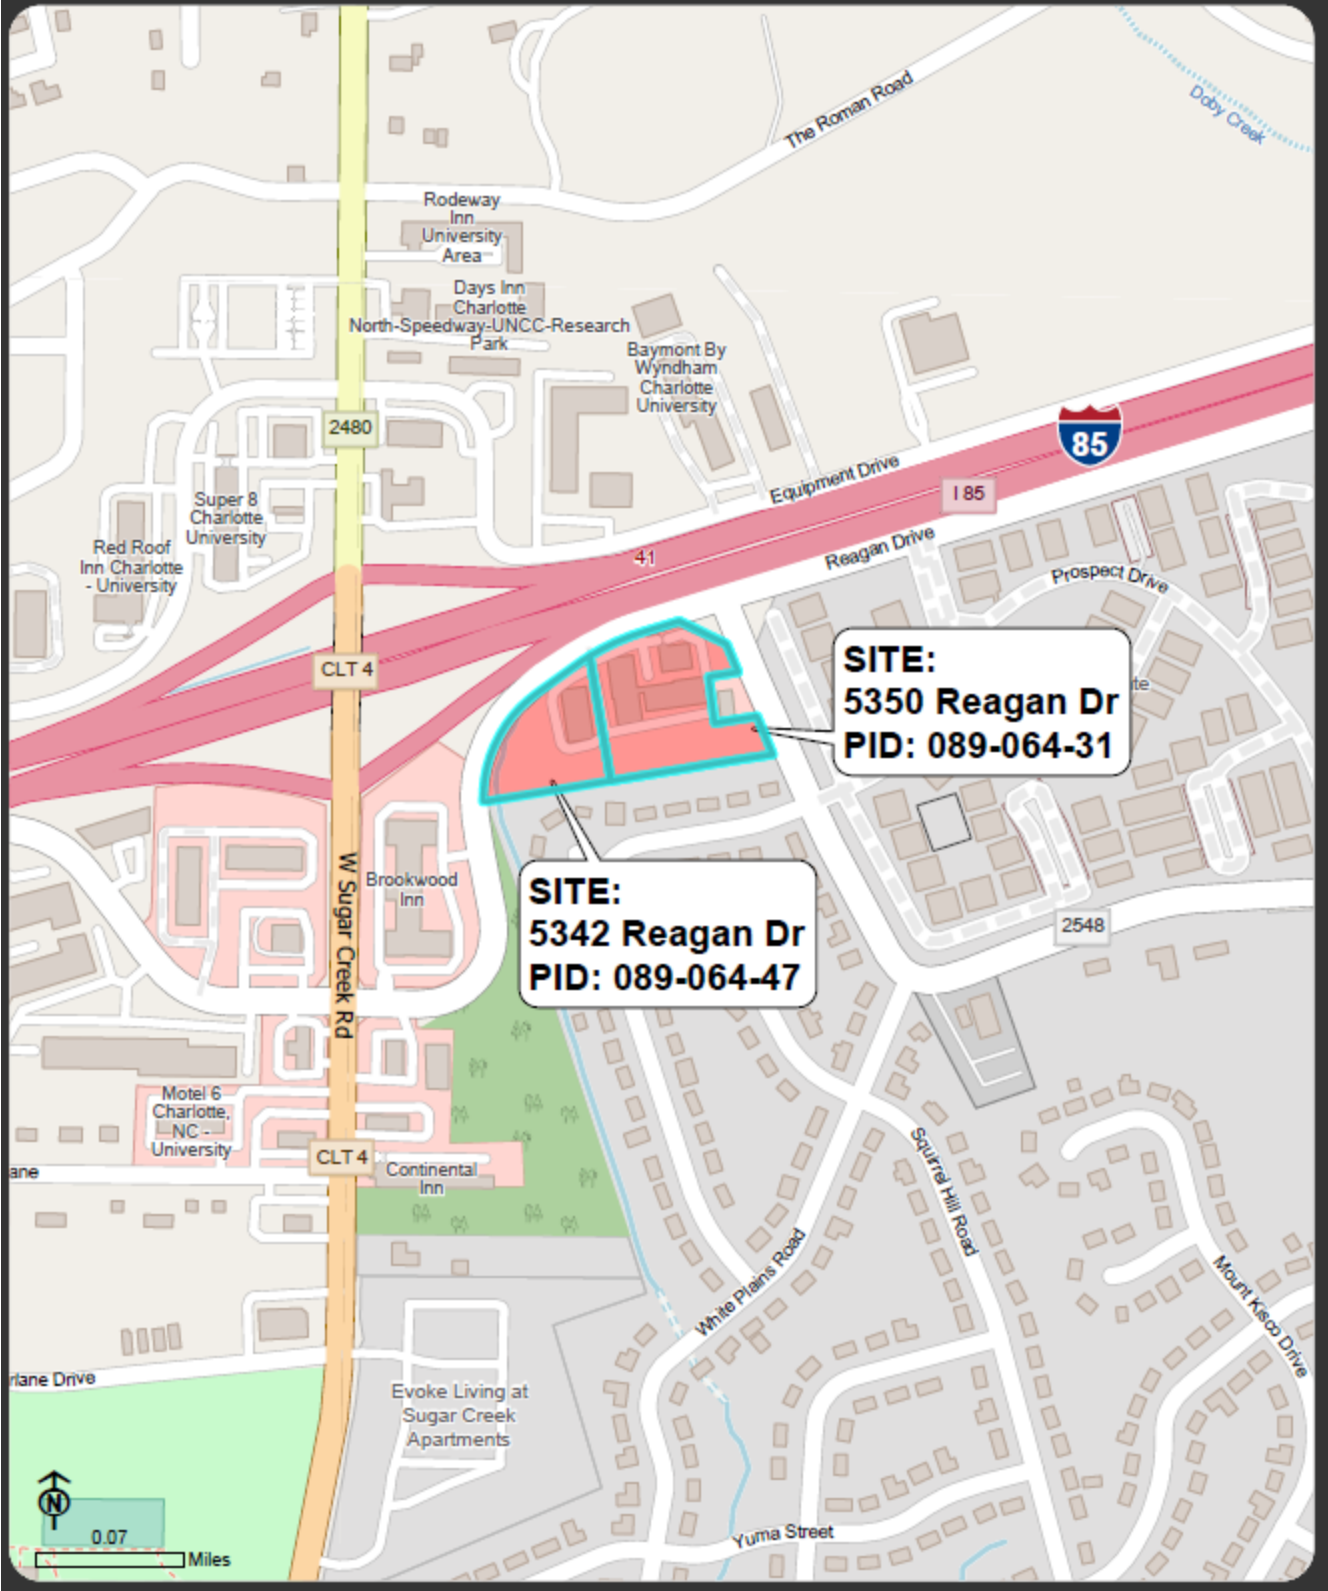 The Roman Road
Doby Creek
Rodeway
Inn
University
Area
Days Inn
Charlotte
North-Speedway-UNCC-Research
Park
Baymont By
Wyndham
Charlotte
University
2480
85
Equipment Drive
I 85
Super 8
Charlotte
University
Red Roof
Inn Charlotte
- University
41
Reagan Drive
Prospect Drive
CLT 4
SITE:
5350 Reagan Dr
PID: 089-064-31
te
W Sugar Creek Rd
Brookwood
Inn
SITE:
5342 Reagan Dr
PID: 089-064-47
2548
Motel 6
Charlotte,
NC -
University
ane
CLT 4
Continental
Inn
Squirrel Hill Road
White Plains Road
Mount Kisco Drive
rlane Drive
Evoke Living at
Sugar Creek
Apartments
N
0.07
Miles
Yuma Street